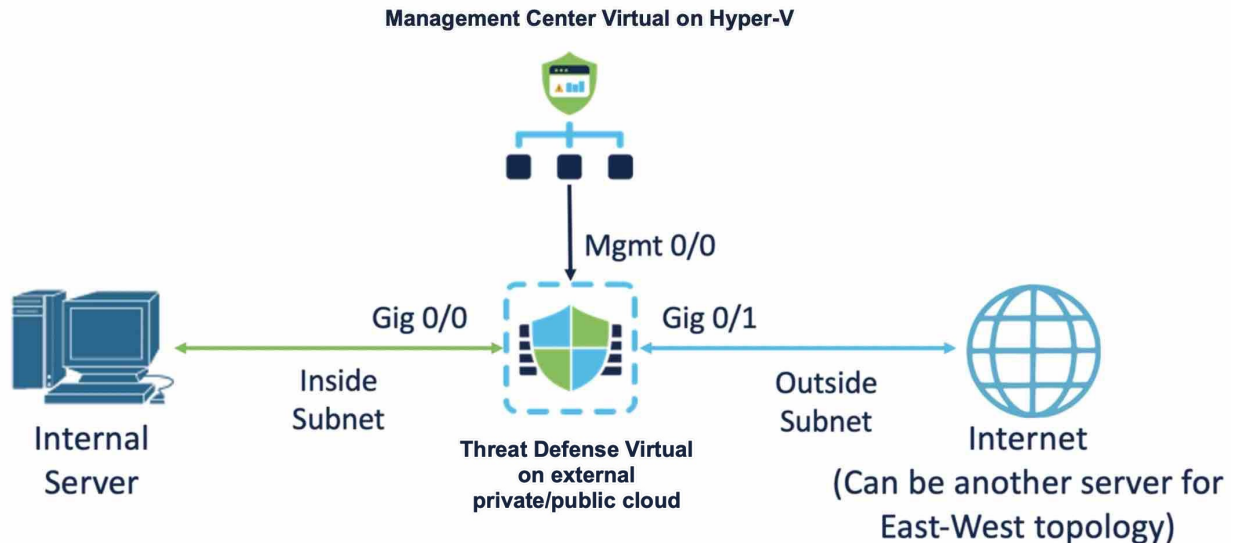 Management Center Virtual on Hyper-V
Mgmt 0/0
Gig 0/0
Gig 0/1
Inside
Subnet
Outside
Subnet
Internal
Server
Threat Defense Virtual
on external
private/public cloud
Internet
(Can be another server for
East-West topology)